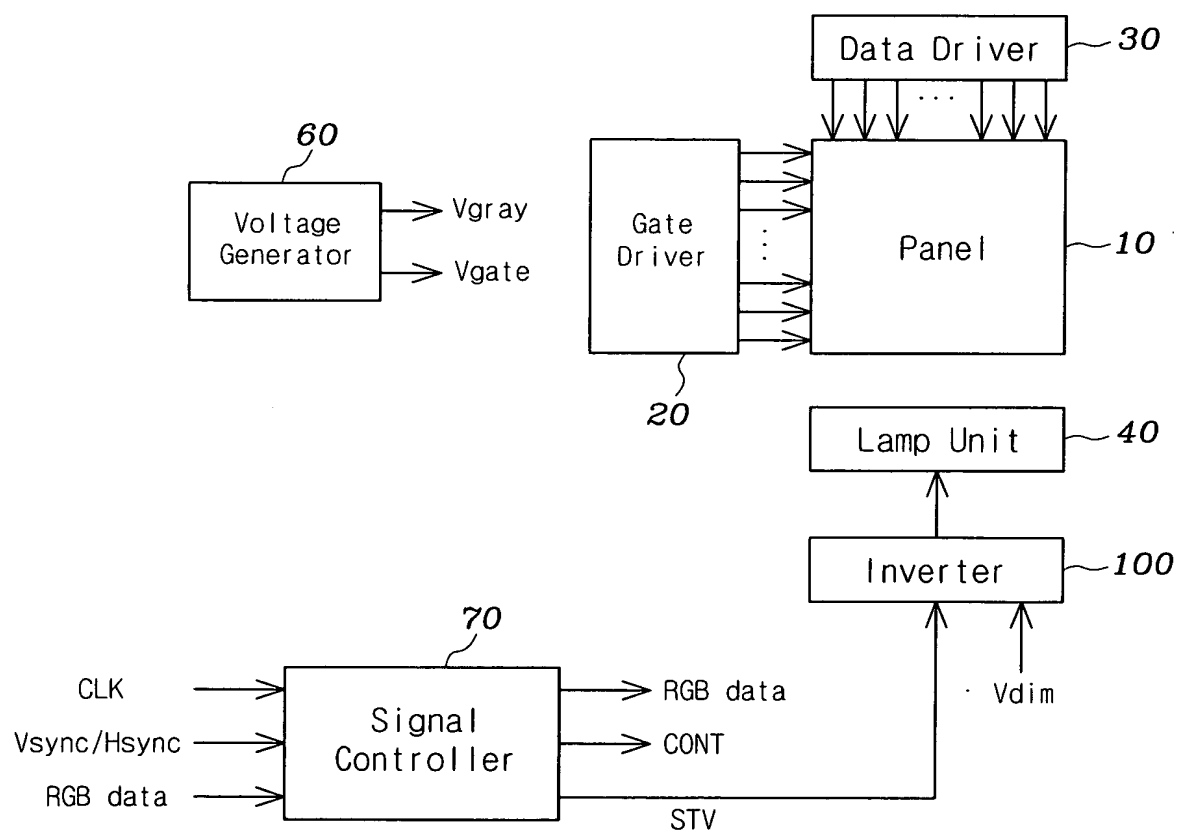 Data Driver
30
60
Voltage
Generator
Vgray
Vgate
Gate
Driver
20
Panel
10
Lamp Unit
40
Inverter
100
Vdim
70
CLK
Vsync/Hsync
RGB data
Signal
Controller
RGB data
CONT
STV